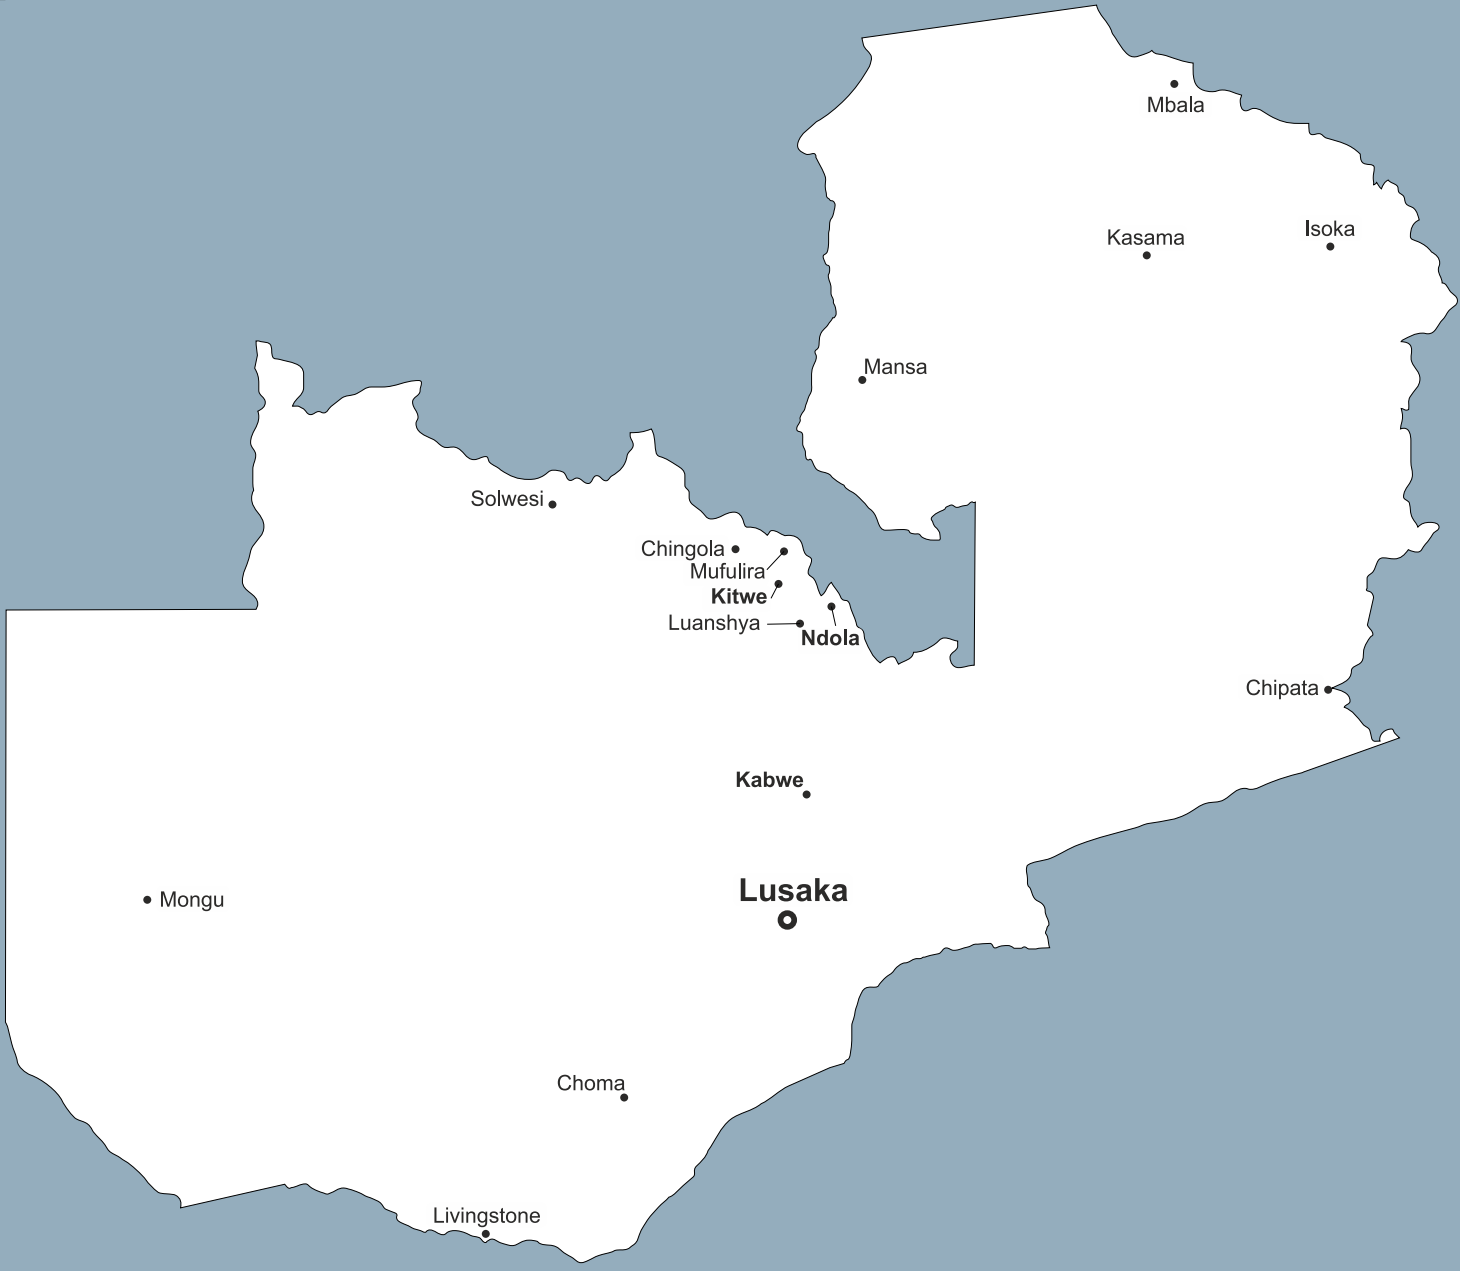 Mbala
Isoka
Kasama
Mansa
Solwesi
Chingola
Mufulira
Kitwe
Luanshya
Ndola
Chipata
Kabwe
Lusaka
Mongu
Choma
Livingstone